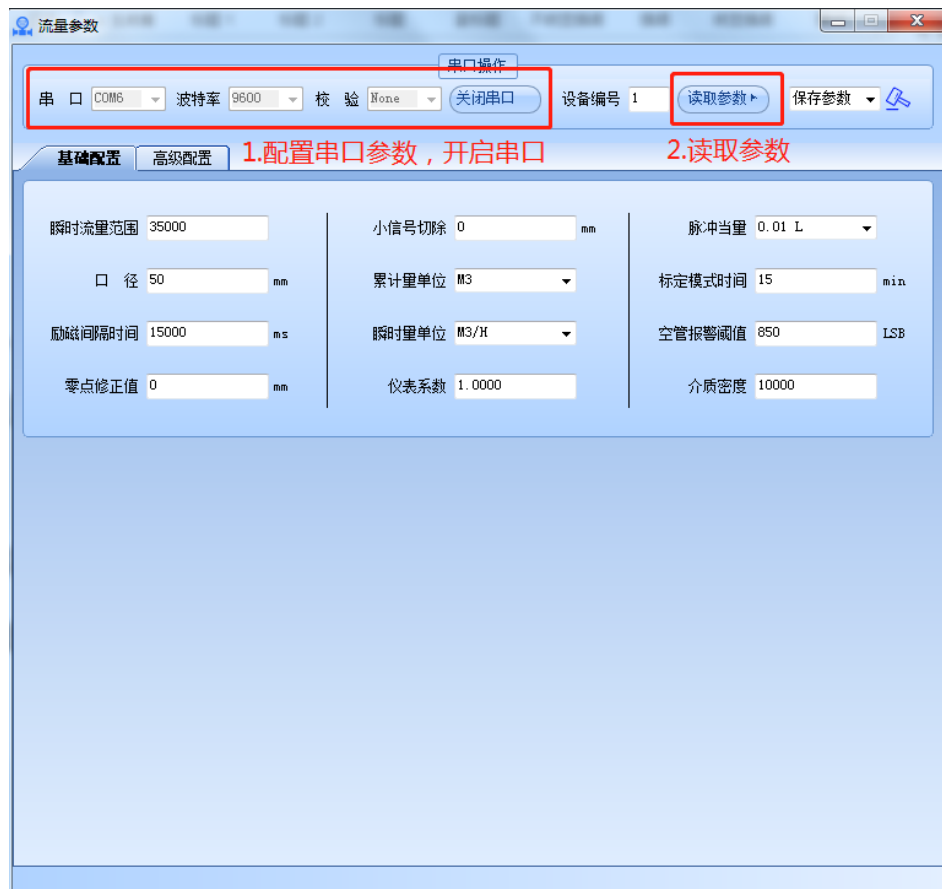 流量参数
串口操作
串 口 COM6 波特率 9600 校 验 None 关闭串口 设备编号 1 读取参数 保存参数
1.配置串口参数，开启串口 2.读取参数
基础配置 高级配置
瞬时流里范围 35000 小信号切除 0 mm 脉冲当量 0.01 L
口 径 50 mm 累计量单位 M3 标定模式时间 15 min
励磁间隔时间 15000 ms 瞬时量单位 M3/H 空管报警阈值 850 LSB
零点修正值 0 mm 仪表系数 1.0000 介质密度 10000